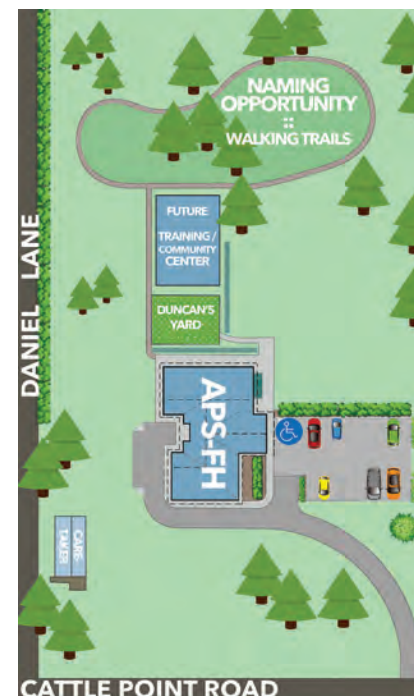 NAMING
OPPORTUNITY
::
WALKING TRAILS
FUTURE
TRAINING /
COMMUNITY
CENTER
DUNCAN'S
YARD
DANIEL LANE
APS-FH
CARE-
TAKER
CATTLE POINT ROAD